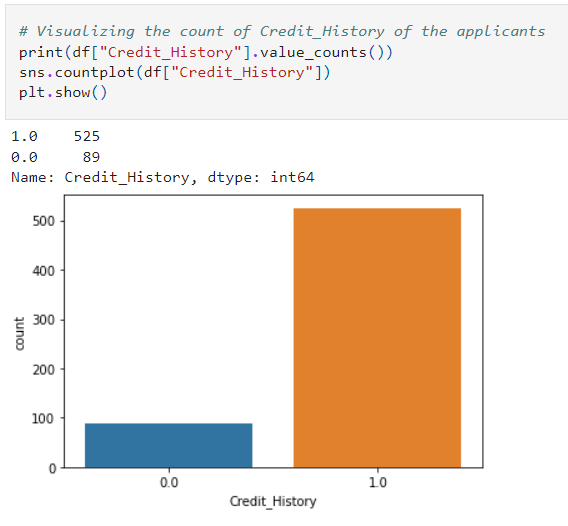 # Visualizing the count of Credit_History of the applicants
print(df["Credit_History"].value_counts())
sns.countplot(df["Credit_History"])
plt.show()
1.0    525
0.0     89
Name: Credit_History, dtype: int64
500
400
300
200
100
0
count
0.0 1.0
Credit_History